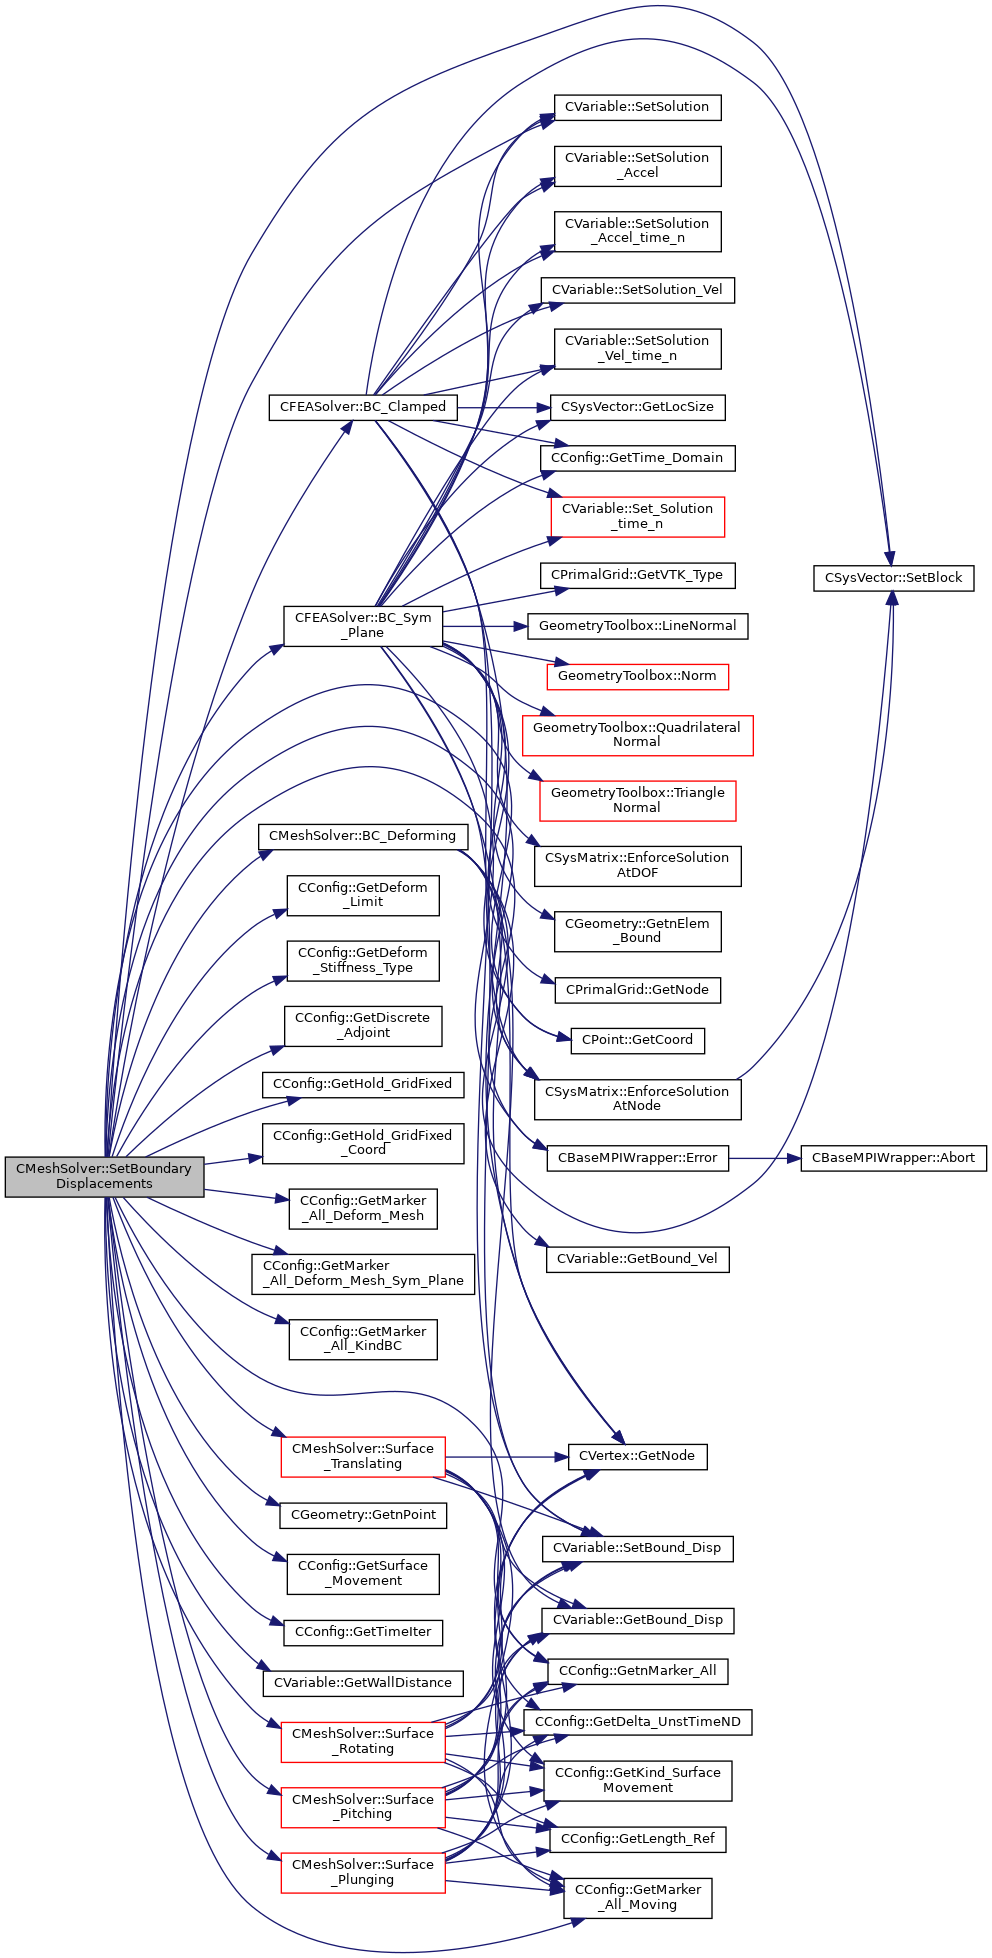 CVariable::SetSolution
CVariable::SetSolution
_Accel
CVariable::SetSolution
_Accel_time_n
CVariable::SetSolution_Vel
CVariable::SetSolution
_Vel_time_n
CFEASolver::BC_Clamped
CSysVector::GetLocSize
CConfig::GetTime_Domain
CVariable::Set_Solution
_time_n
CPrimalGrid::GetVTK_Type
CSysVector::SetBlock
CFEASolver::BC_Sym
_Plane
GeometryToolbox::LineNormal
GeometryToolbox::Norm
GeometryToolbox::Quadrilateral
Normal
GeometryToolbox::Triangle
Normal
CMeshSolver::BC_Deforming
CSysMatrix::EnforceSolution
AtDOF
CConfig::GetDeform
_Limit
CGeometry::GetnElem
_Bound
CConfig::GetDeform
_Stiffness_Type
CPrimalGrid::GetNode
CConfig::GetDiscrete
_Adjoint
CPoint::GetCoord
CConfig::GetHold_GridFixed
CSysMatrix::EnforceSolution
AtNode
CConfig::GetHold_GridFixed
_Coord
CBaseMPIWrapper::Error
CBaseMPIWrapper::Abort
CMeshSolver::SetBoundary
Displacements
CConfig::GetMarker
_All_Deform_Mesh
CConfig::GetMarker
_All_Deform_Mesh_Sym_Plane
CVariable::GetBound_Vel
CConfig::GetMarker
_All_KindBC
CMeshSolver::Surface
_Translating
CVertex::GetNode
CGeometry::GetnPoint
CVariable::SetBound_Disp
CConfig::GetSurface
_Movement
CConfig::GetTimeIter
CVariable::GetBound_Disp
CVariable::GetWallDistance
CConfig::GetnMarker_All
CMeshSolver::Surface
_Rotating
CConfig::GetDelta_UnstTimeND
CConfig::GetKind_Surface
Movement
CMeshSolver::Surface
_Pitching
CConfig::GetLength_Ref
CMeshSolver::Surface
_Plunging
CConfig::GetMarker
_All_Moving